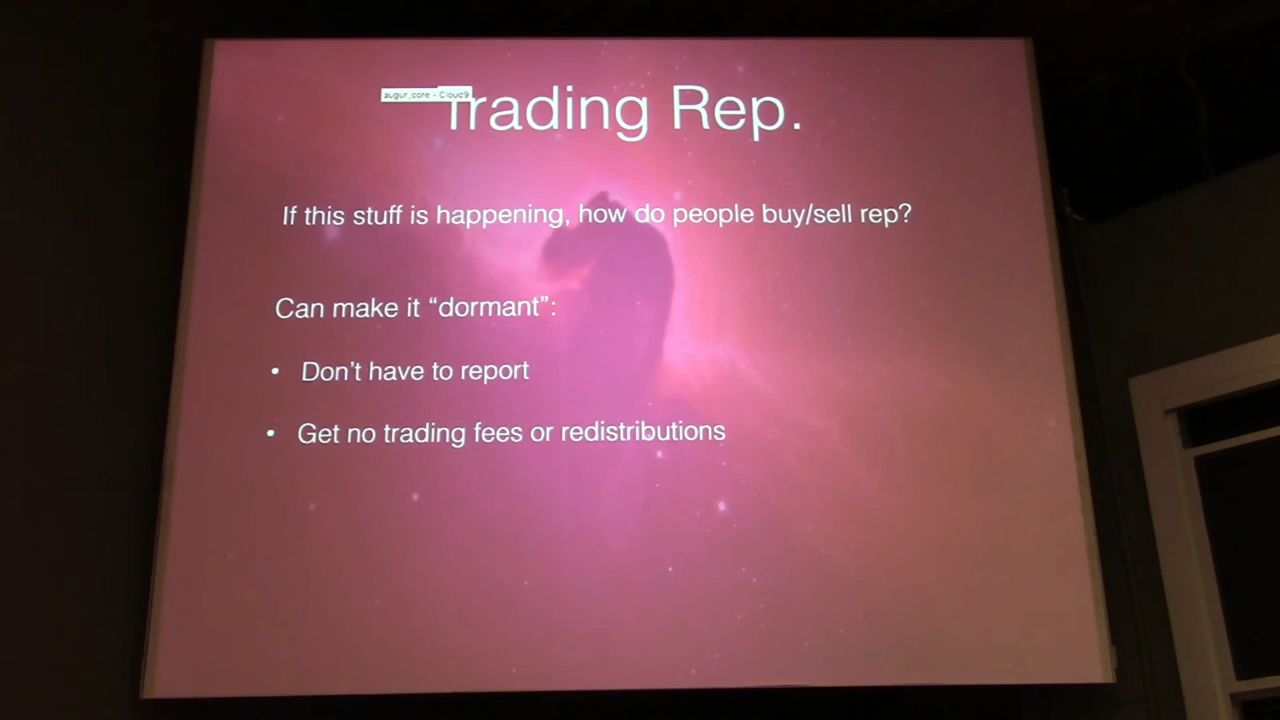 augur_core - Cloud9
Trading Rep.
If this stuff is happening, how do people buy/sell rep?
Can make it “dormant”:
• Don’t have to report
• Get no trading fees or redistributions